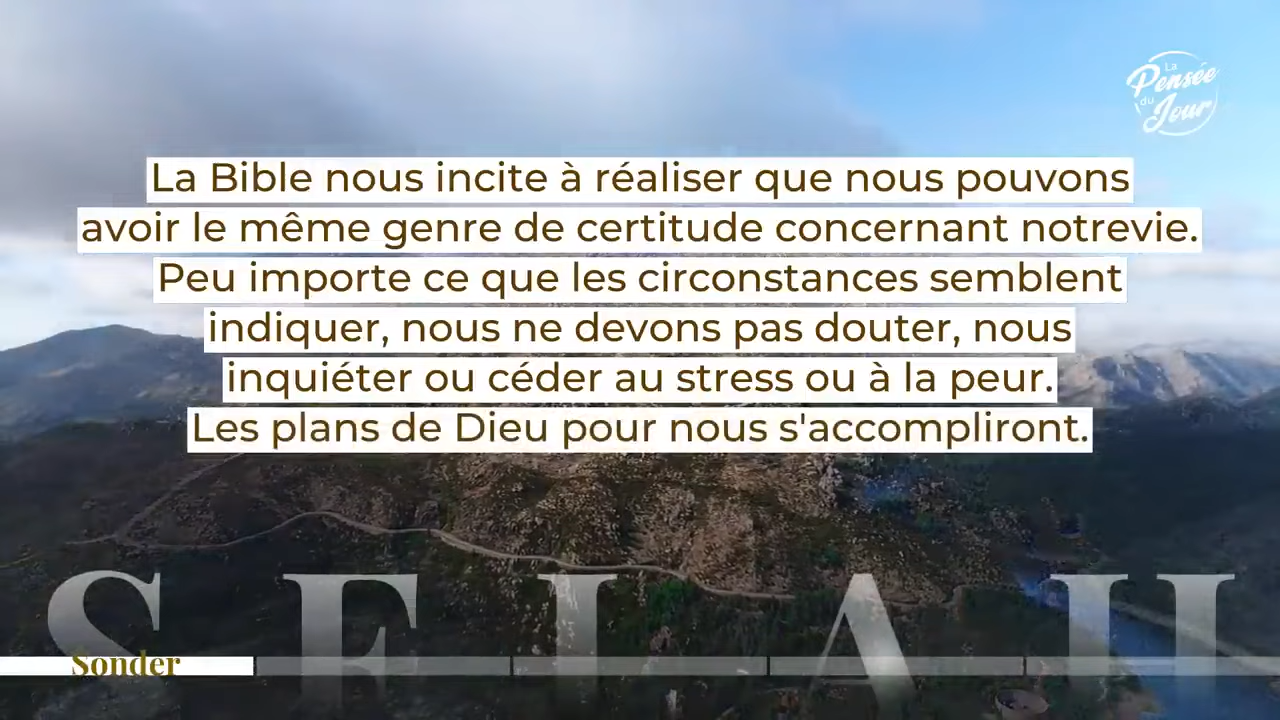 La
Pensée
du
Jour
La Bible nous incite à réaliser que nous pouvons
avoir le même genre de certitude concernant notrevie.
Peu importe ce que les circonstances semblent
indiquer, nous ne devons pas douter, nous
inquiéter ou céder au stress ou à la peur.
Les plans de Dieu pour nous s'accompliront.
SELAH
Sonder